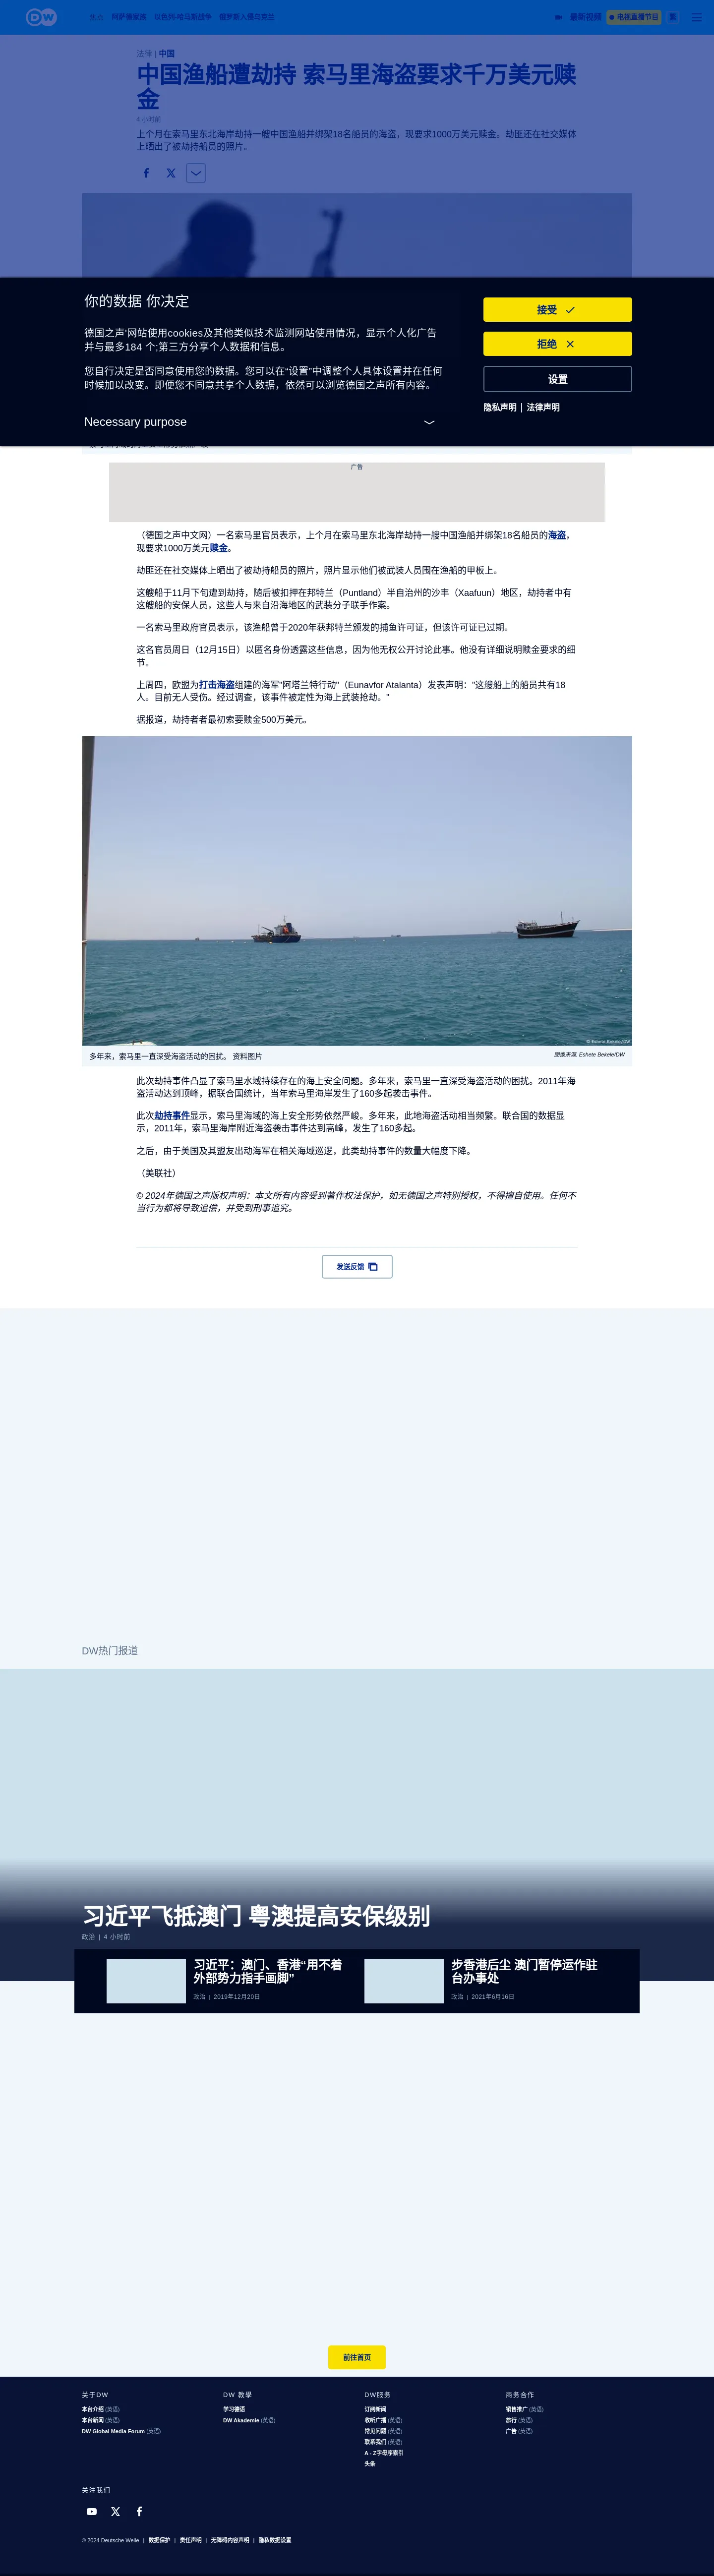 DW
焦点 阿萨德家族 以色列-哈马斯战争 俄罗斯入侵乌克兰
最新视频 电视直播节目 繁
法律 | 中国
中国渔船遭劫持 索马里海盗要求千万美元赎
金
4 小时前
上个月在索马里东北海岸劫持一艘中国渔船并绑架18名船员的海盗，现要求1000万美元赎金。劫匪还在社交媒体
上晒出了被劫持船员的照片。
你的数据 你决定
德国之声'网站使用cookies及其他类似技术监测网站使用情况，显示个人化广告
并与最多184 个;第三方分享个人数据和信息。
您自行决定是否同意使用您的数据。您可以在“设置”中调整个人具体设置并在任何
时候加以改变。即便您不同意共享个人数据，依然可以浏览德国之声所有内容。
Necessary purpose
接受
拒绝
设置
隐私声明 | 法律声明
广告
（德国之声中文网）一名索马里官员表示，上个月在索马里东北海岸劫持一艘中国渔船并绑架18名船员的海盗，
现要求1000万美元赎金。
劫匪还在社交媒体上晒出了被劫持船员的照片，照片显示他们被武装人员围在渔船的甲板上。
这艘船于11月下旬遭到劫持，随后被扣押在邦特兰（Puntland）半自治州的沙丰（Xaafuun）地区，劫持者中有
这艘船的安保人员，这些人与来自沿海地区的武装分子联手作案。
一名索马里政府官员表示，该渔船曾于2020年获邦特兰颁发的捕鱼许可证，但该许可证已过期。
这名官员周日（12月15日）以匿名身份透露这些信息，因为他无权公开讨论此事。他没有详细说明赎金要求的细
节。
上周四，欧盟为打击海盗组建的海军"阿塔兰特行动"（Eunavfor Atalanta）发表声明："这艘船上的船员共有18
人。目前无人受伤。经过调查，该事件被定性为海上武装抢劫。"
据报道，劫持者者最初索要赎金500万美元。
© Eshete Bekele/DW
多年来，索马里一直深受海盗活动的困扰。 资料图片
图像来源: Eshete Bekele/DW
此次劫持事件凸显了索马里水域持续存在的海上安全问题。多年来，索马里一直深受海盗活动的困扰。2011年海
盗活动达到顶峰，据联合国统计，当年索马里海岸发生了160多起袭击事件。
此次劫持事件显示，索马里海域的海上安全形势依然严峻。多年来，此地海盗活动相当频繁。联合国的数据显
示，2011年，索马里海岸附近海盗袭击事件达到高峰，发生了160多起。
之后，由于美国及其盟友出动海军在相关海域巡逻，此类劫持事件的数量大幅度下降。
（美联社）
© 2024年德国之声版权声明：本文所有内容受到著作权法保护，如无德国之声特别授权，不得擅自使用。任何不
当行为都将导致追偿，并受到刑事追究。
发送反馈
DW热门报道
习近平飞抵澳门 粤澳提高安保级别
政治 | 4 小时前
习近平：澳门、香港“用不着
外部势力指手画脚”
政治 | 2019年12月20日
步香港后尘 澳门暂停运作驻
台办事处
政治 | 2021年6月16日
前往首页
关于DW
本台介绍 (英语)
本台新闻 (英语)
DW Global Media Forum (英语)
DW 教學
学习德语
DW Akademie (英语)
DW服务
订阅新闻
收听广播 (英语)
常见问题 (英语)
联系我们 (英语)
A - Z字母序索引
头条
商务合作
销售推广 (英语)
旅行 (英语)
广告 (英语)
关注我们
© 2024 Deutsche Welle | 数据保护 | 责任声明 | 无障碍内容声明 | 隐私数据设置